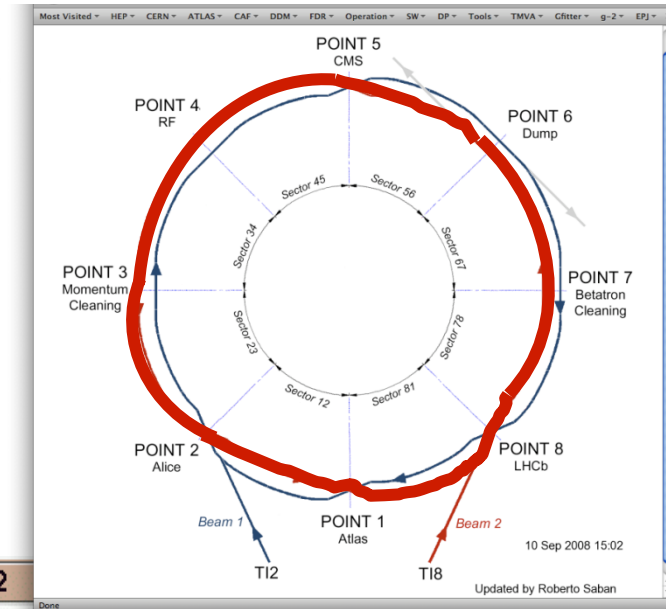 Most Visited HEP CERN ATLAS CAF DDM FDR Operation SW DP Tools TMVA Gfitter g-2 EPJ
POINT 5
CMS
POINT 4
RF
POINT 6
Dump
Sector 45
Sector 56
Sector 34
Sector 67
POINT 3
Momentum
Cleaning
POINT 7
Betatron
Cleaning
Sector 23
Sector 78
Sector 12
Sector 81
POINT 2
Alice
POINT 8
LHCb
Beam 1
POINT 1
Atlas
Beam 2
10 Sep 2008 15:02
TI2
TI8
2
Updated by Roberto Saban
Done